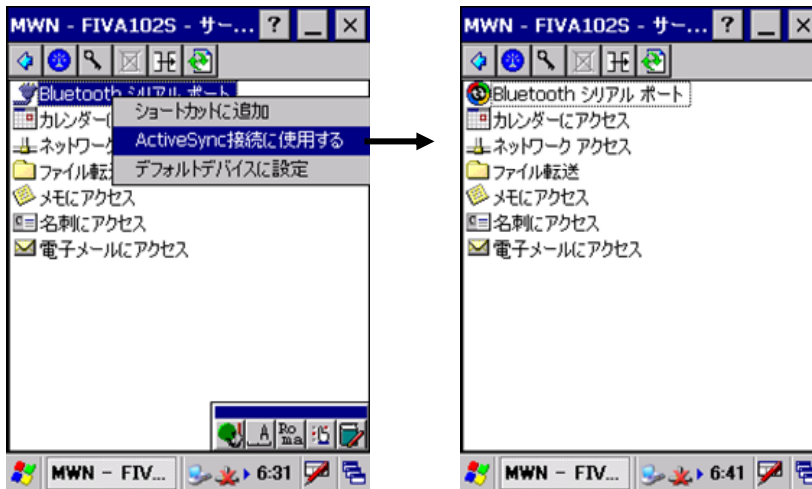 MWN - FIVA102S - サー...
Bluetooth シリアル ポート
カレンダー(
ネットワーク
ファイル転
メモにアクセス
名刺にアクセス
電子メールにアクセス
ショートカットに追加
ActiveSync接続に使用する
デフォルトデバイスに設定
A
Ro
ma
MWN - FIV...
6:31
MWN - FIVA102S - サー...
Bluetooth シリアル ポート
カレンダーにアクセス
ネットワーク アクセス
ファイル転送
メモにアクセス
名刺にアクセス
電子メールにアクセス
MWN - FIV...
6:41